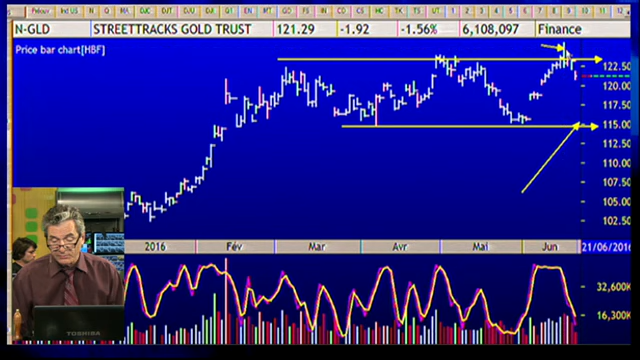 N-GLD STREETTRACKS GOLD TRUST 121.29 -1.92 -1.56% 6,108,097 Finance
Price bar chart[HBF]
122.50
120.00
117.50
115.00
112.50
110.00
107.50
105.00
102.50
2016 Fév Mar Avr Mai Jun 21/06/2016
32,600K
16,300K
TOSHIBA